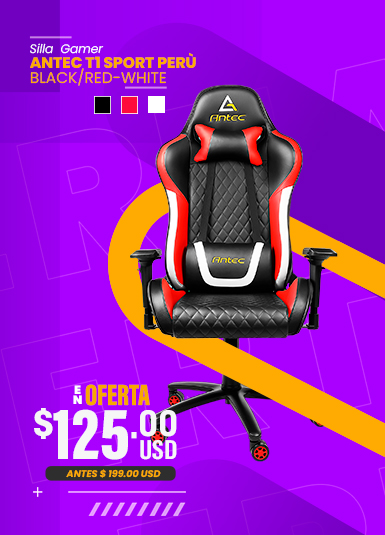 Silla Gamer
ANTEC T1 SPORT PERÙ
BLACK/RED-WHITE
Antec
Antec
EN OFERTA
$125.00 USD
ANTES $ 199.00 USD